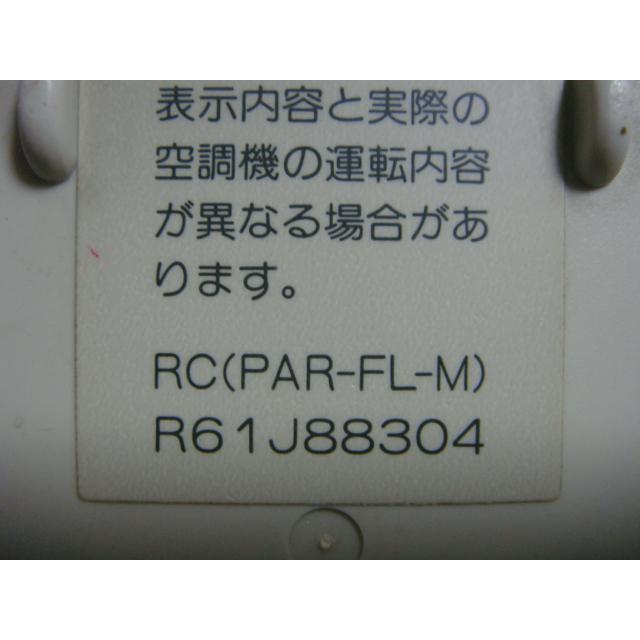 表示内容と実際の
空調機の運転内容
が異なる場合があ
ります。
RC(PAR-FL-M)
R61J88304